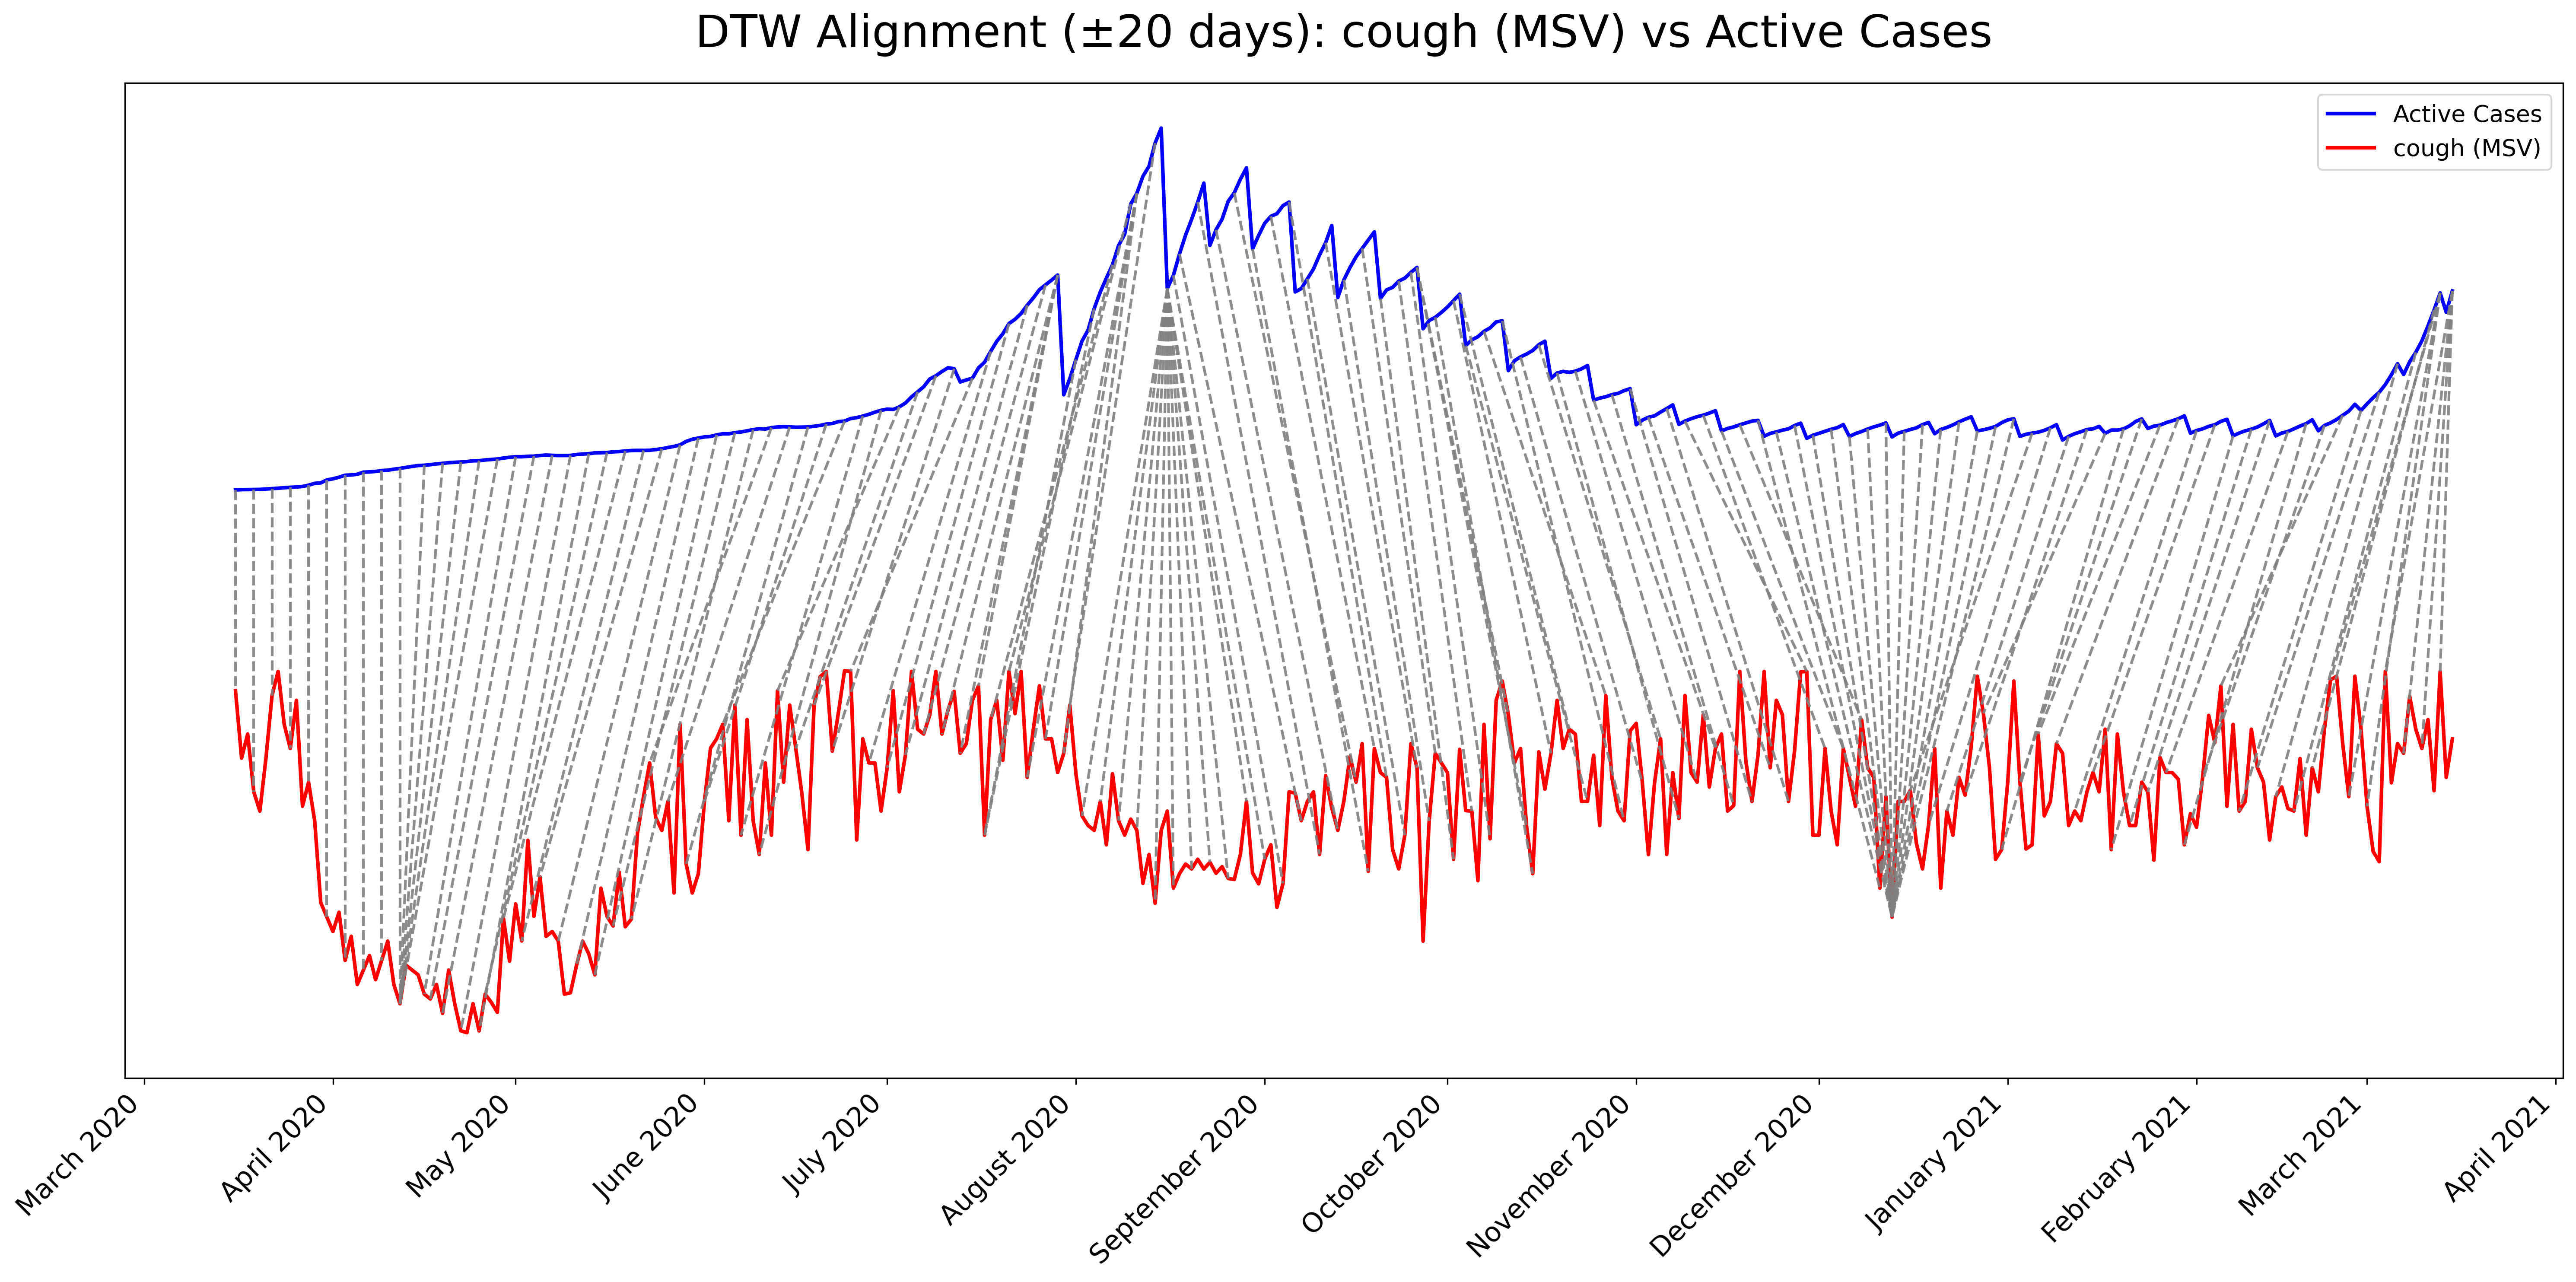 DTW Alignment (±20 days): cough (MSV) vs Active Cases
Active Cases
cough (MSV)
March 2020
April 2020
May 2020
June 2020
July 2020
August 2020
September 2020
October 2020
November 2020
December 2020
January 2021
February 2021
March 2021
April 2021